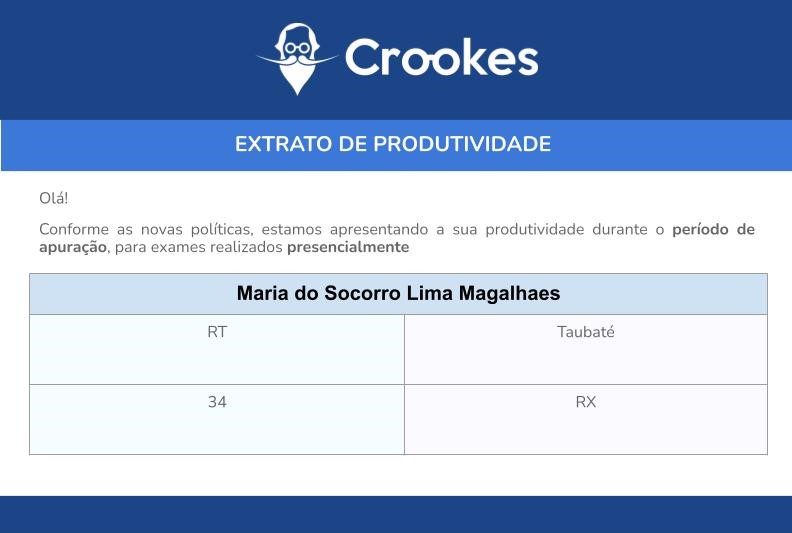 Crookes
EXTRATO DE PRODUTIVIDADE
Olá!
Conforme as novas políticas, estamos apresentando a sua produtividade durante o período de
apuração, para exames realizados presencialmente
Maria do Socorro Lima Magalhaes
RT
Taubaté
34
RX